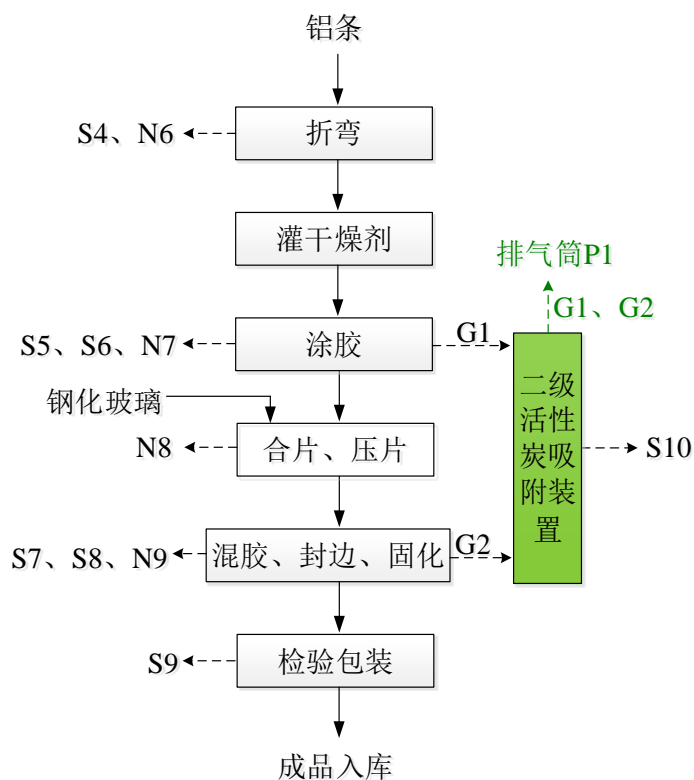 铝条
S4、N6
折弯
灌干燥剂
排气筒P1
G1、G2
S5、S6、N7
涂胶
G1
钢化玻璃
N8
合片、压片
二级
活性
炭吸
附装
置
S10
S7、S8、N9
混胶、封边、固化
G2
S9
检验包装
成品入库